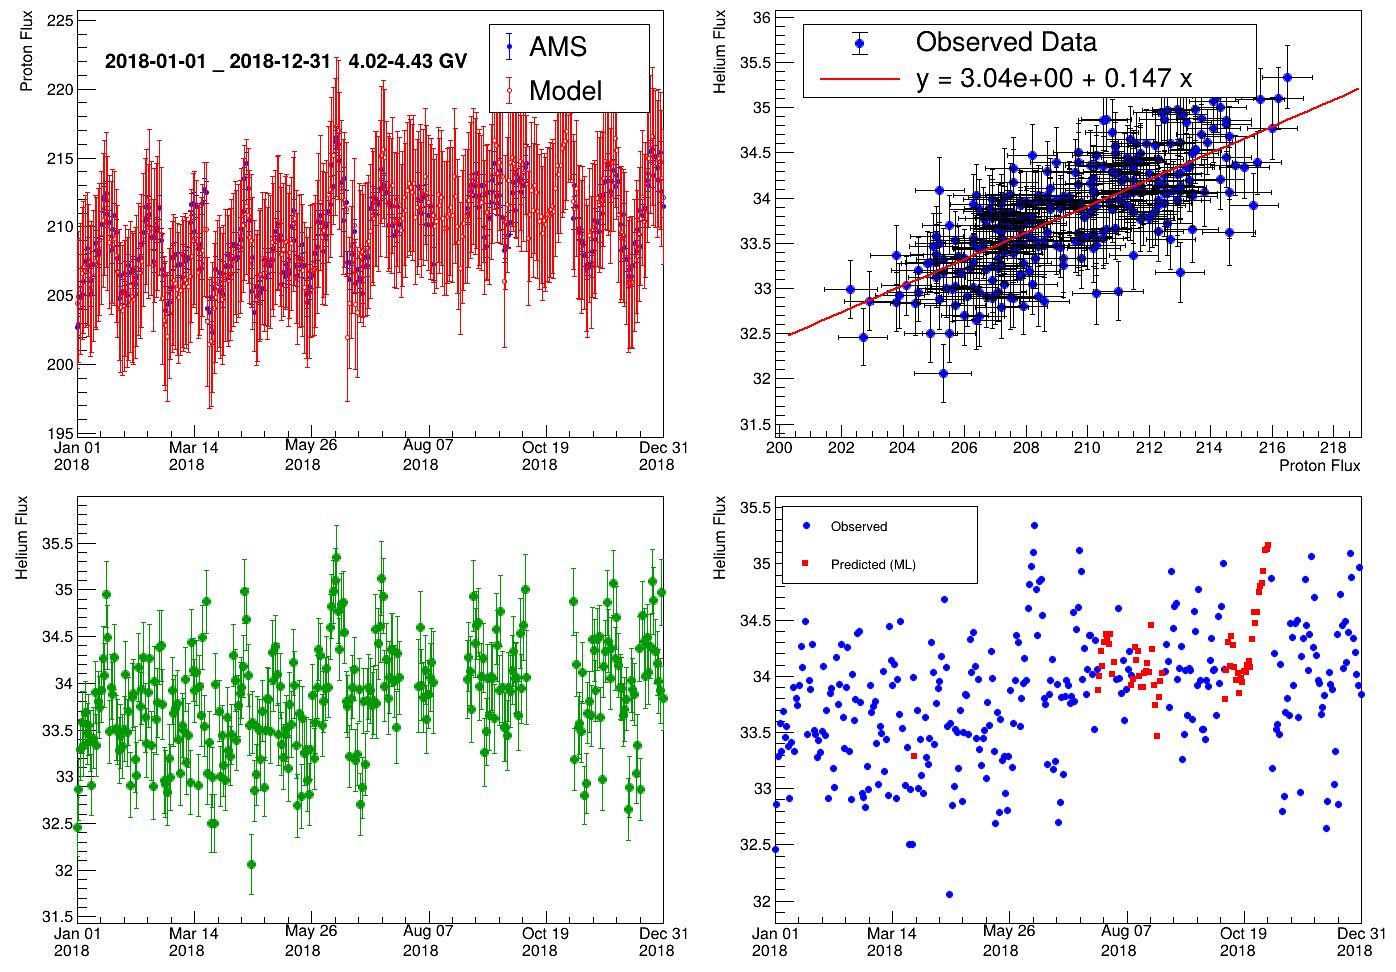 Proton Flux
225
220
215
210
205
200
195
2018-01-01 _ 2018-12-31 4.02-4.43 GV
AMS
Model
Jan 01 2018
Mar 14 2018
May 26 2018
Aug 07 2018
Oct 19 2018
Dec 31 2018
Helium Flux
36
35.5
35
34.5
34
33.5
33
32.5
32
31.5
Observed Data
y = 3.04e+00 + 0.147 x
200
202
204
206
208
210
212
214
216
218
Proton Flux
Helium Flux
35.5
35
34.5
34
33.5
33
32.5
32
31.5
Jan 01 2018
Mar 14 2018
May 26 2018
Aug 07 2018
Oct 19 2018
Dec 31 2018
Helium Flux
35.5
35
34.5
34
33.5
33
32.5
32
Observed
Predicted (ML)
Jan 01 2018
Mar 14 2018
May 26 2018
Aug 07 2018
Oct 19 2018
Dec 31 2018